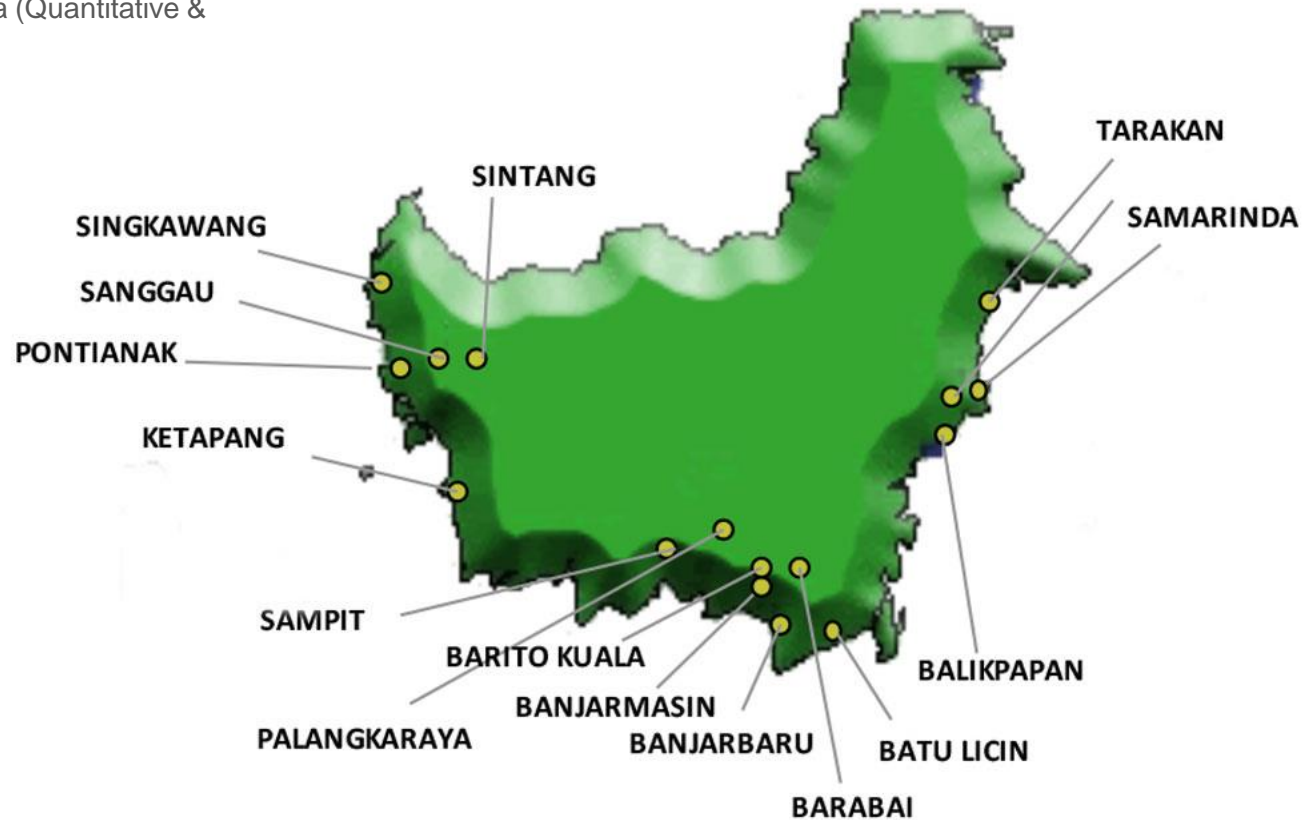 a (Quantitative &
TARAKAN
SINTANG
SAMARINDA
SINGKAWANG
SANGGAU
PONTIANAK
KETAPANG
SAMPIT
BARITO KUALA
BALIKPAPAN
BANJARMASIN
PALANGKARAYA
BANJARBARU
BATU LICIN
BARABAI